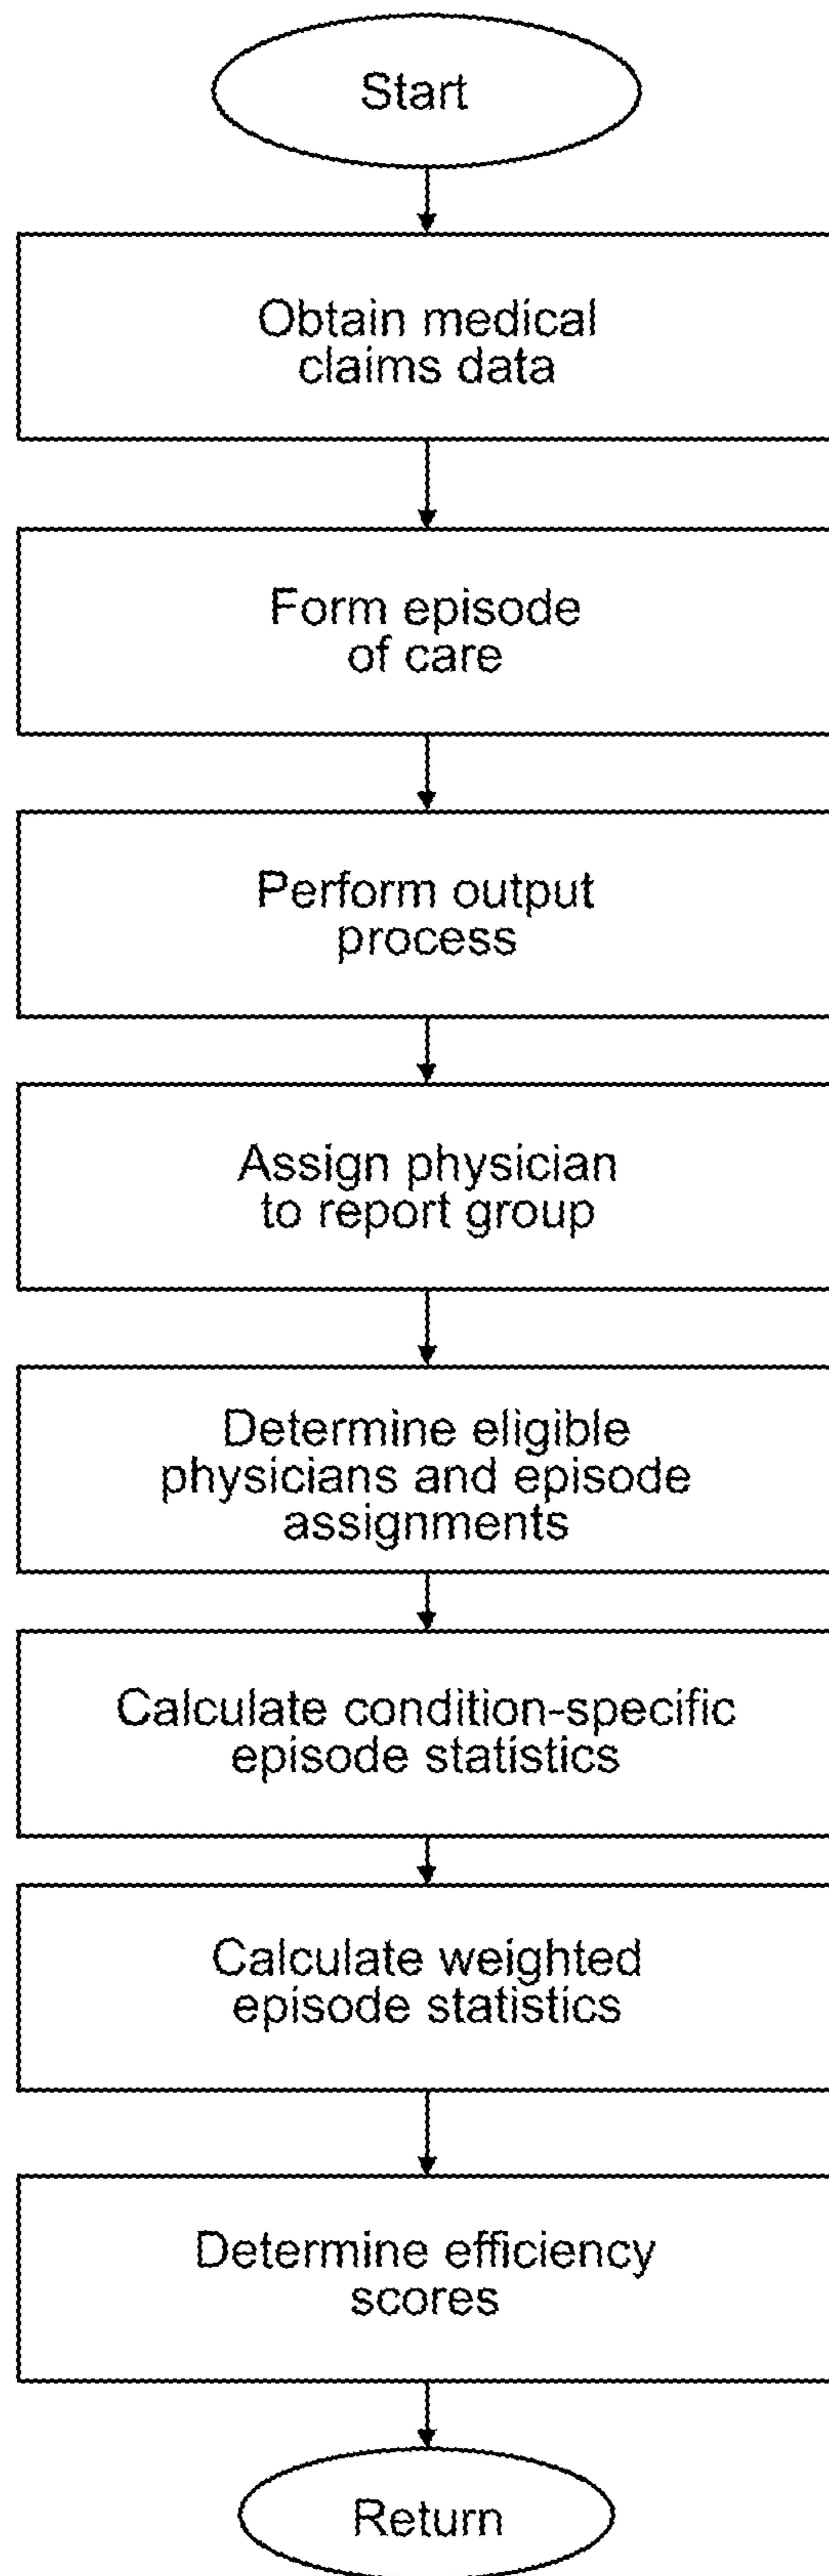 Start
Obtain medical
claims data
Form episode
of care
Perform output
process
Assign physician
to report group
Determine eligible
physicians and episode
assignments
Calculate condition-specific
episode statistics
Calculate weighted
episode statistics
Determine efficiency
scores
Return